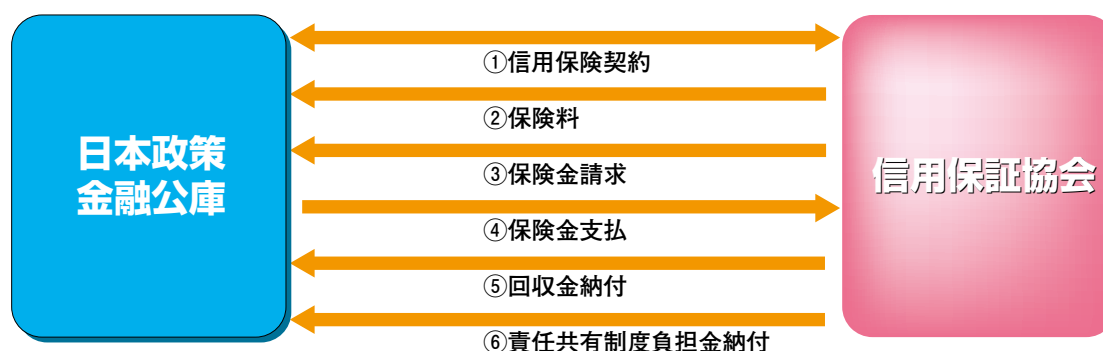 日本政策
金融公庫
①信用保険契約
②保険料
③保険金請求
④保険金支払
⑤回収金納付
⑥責任共有制度負担金納付
信用保証協会